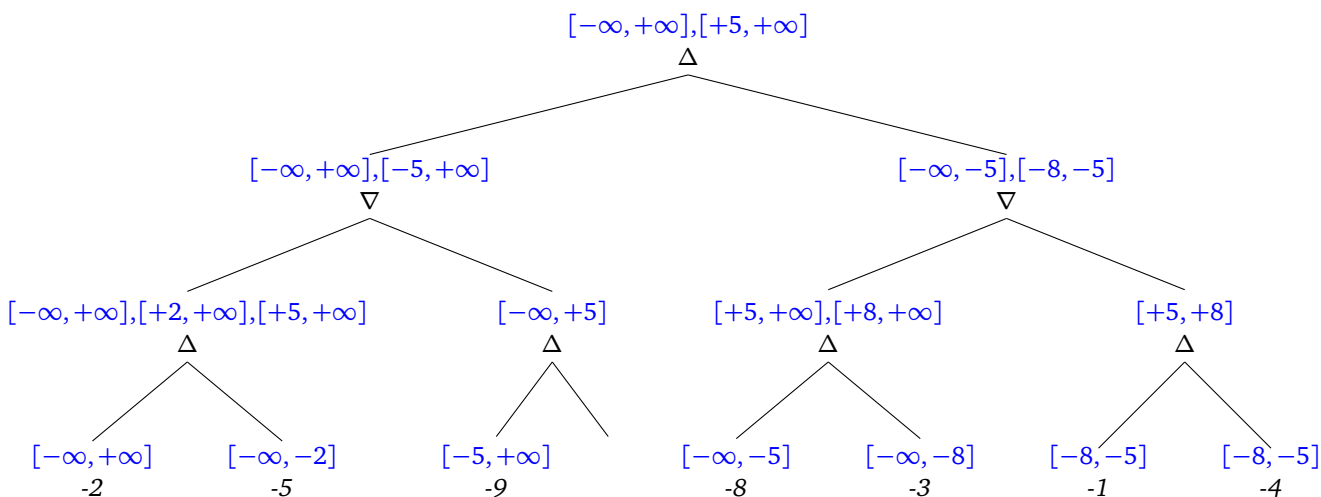 [−∞, +∞],[+5, +∞]
Δ
[−∞, +∞],[−5, +∞] [−∞, −5],[−8, −5]
∇ ∇
[−∞, +∞],[+2, +∞],[+5, +∞] [−∞, +5] [+5, +∞],[+8, +∞] [+5, +8]
Δ Δ Δ Δ
[−∞, +∞] [−∞, −2] [−5, +∞] [−∞, −5] [−∞, −8] [−8, −5] [−8, −5]
-2 -5 -9 -8 -3 -1 -4